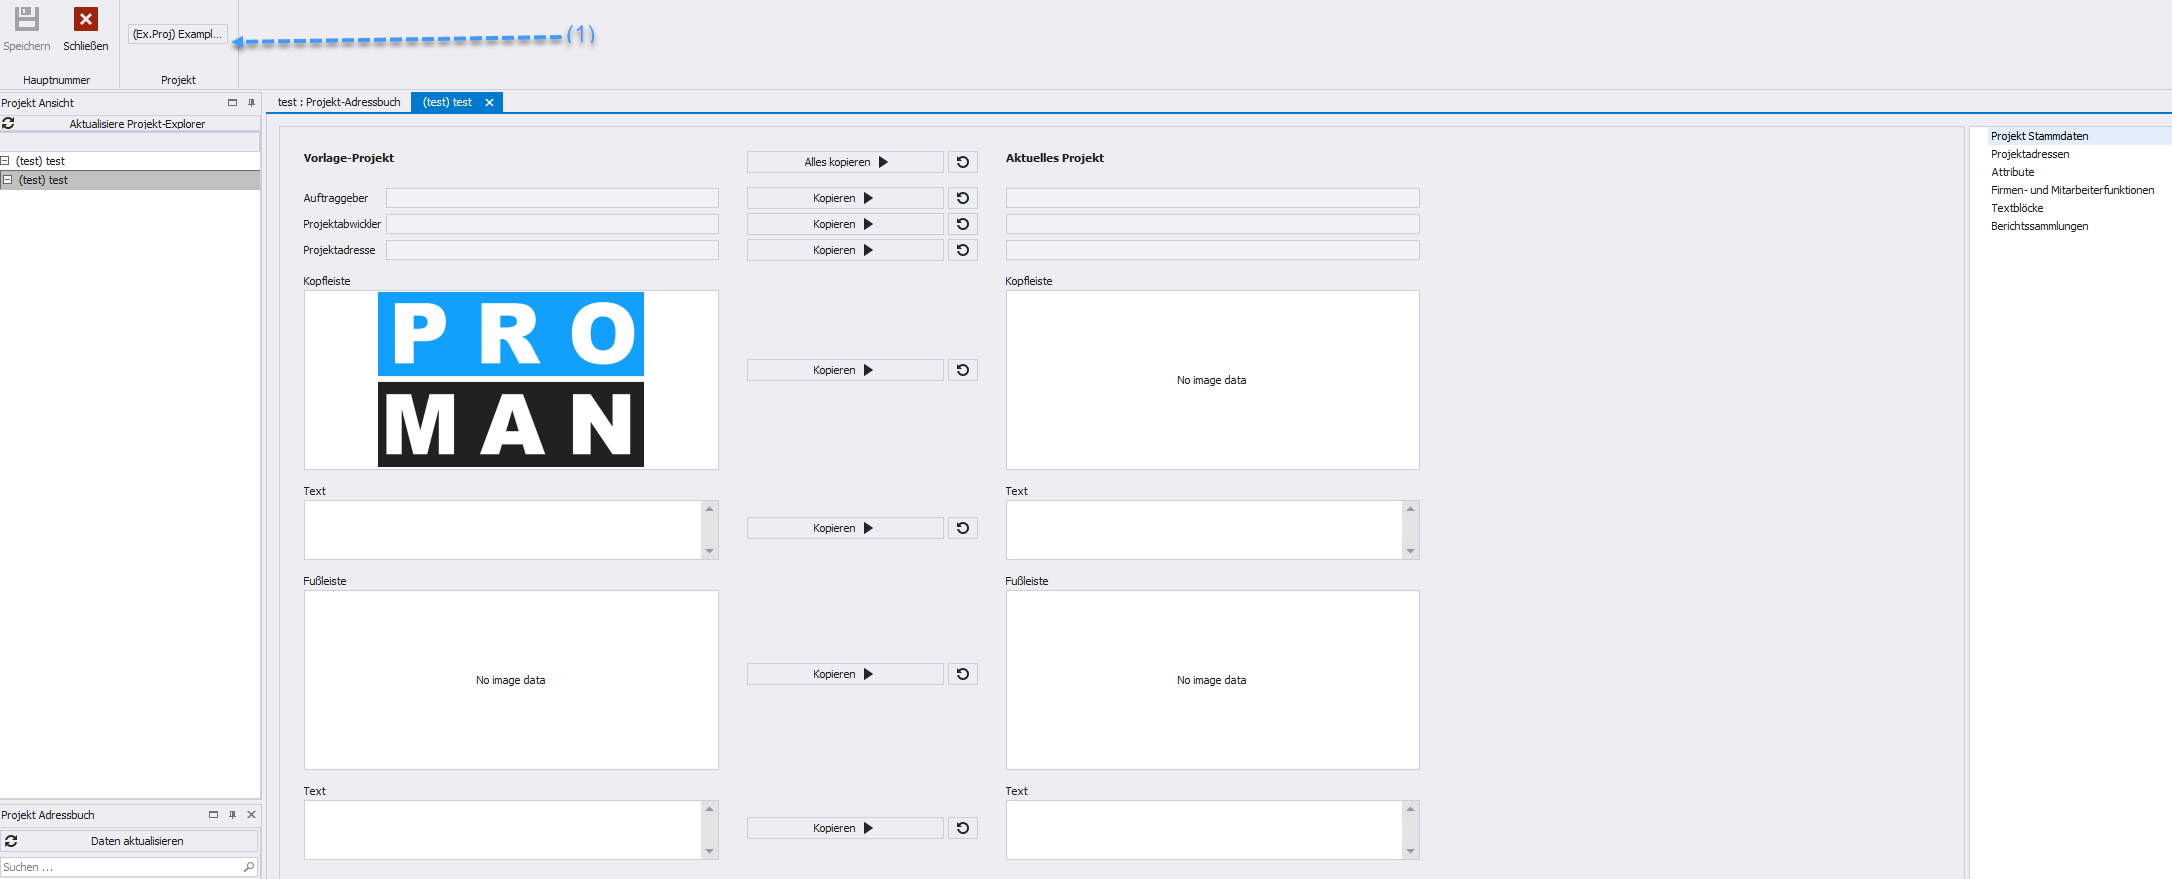 Speichern
Schließen
(Ex.Proj) Exampl...
(1)
Hauptnummer
Projekt
Projekt Ansicht
Aktualisiere Projekt-Explorer
(test) test
(test) test
Projekt Adressbuch
Daten aktualisieren
Suchen ...
test : Projekt-Adressbuch
(test) test
Vorlage-Projekt
Alles kopieren
Aktuelles Projekt
Auftraggeber
Kopieren
Projektabwickler
Kopieren
Projektadresse
Kopieren
Kopfleiste
Kopfleiste
PRO
MAN
Kopieren
No image data
Text
Text
Kopieren
Fußleiste
Fußleiste
No image data
Kopieren
No image data
Text
Text
Kopieren
Projekt Stammdaten
Projektadressen
Attribute
Firmen- und Mitarbeiterfunktionen
Textblöcke
Berichtssammlungen